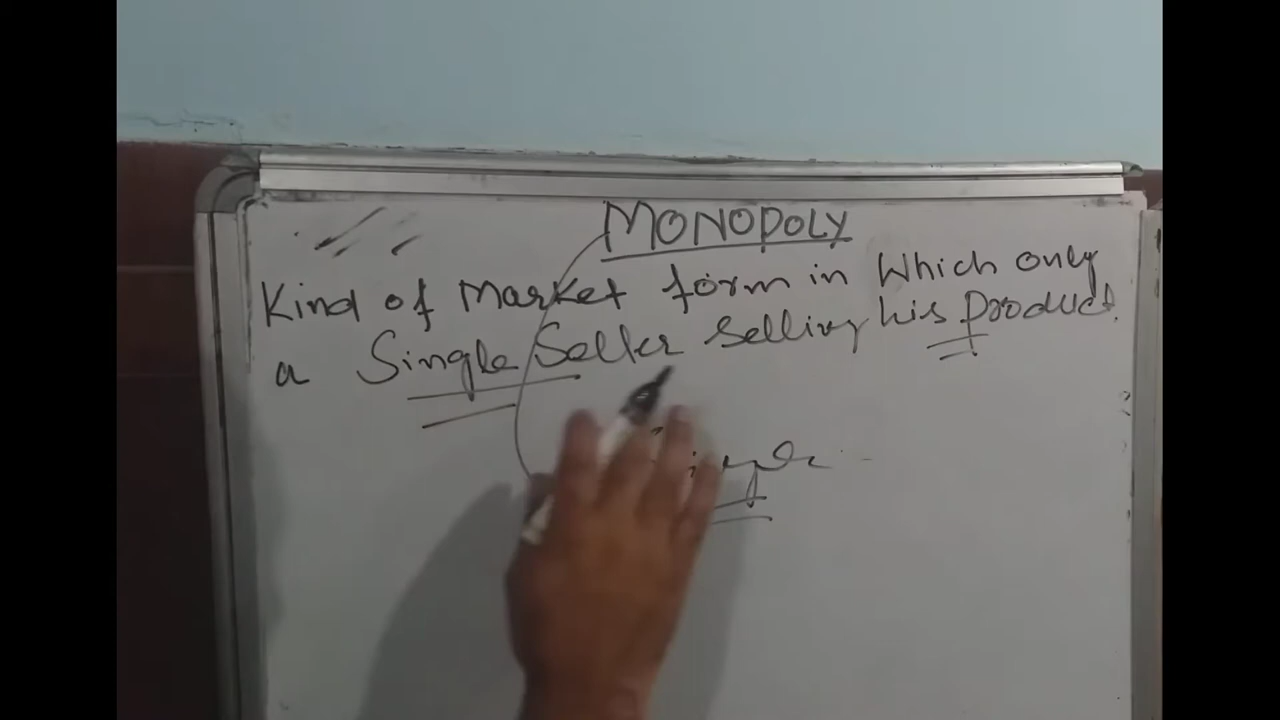 MONOPOLY
Kind of Market form in Which only
a Single Seller Selling his Product.